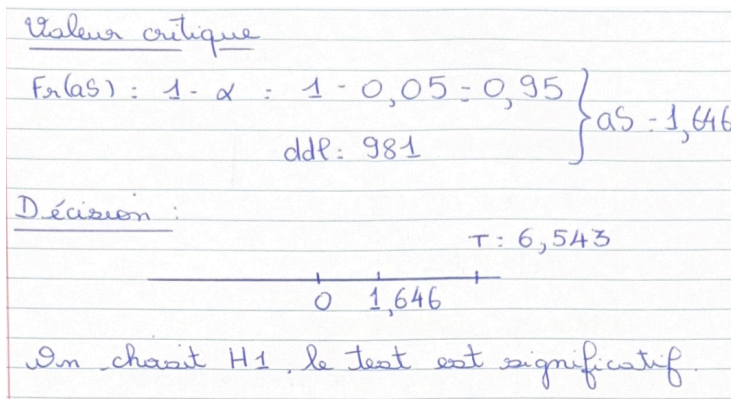 Valeur critique
Fr(aS) = 1 - α = 1 - 0,05 = 0,95
ddl = 981
aS = 1,646
Décision :
T = 6,543
0 1,646
On choisit H1, le test est significatif.